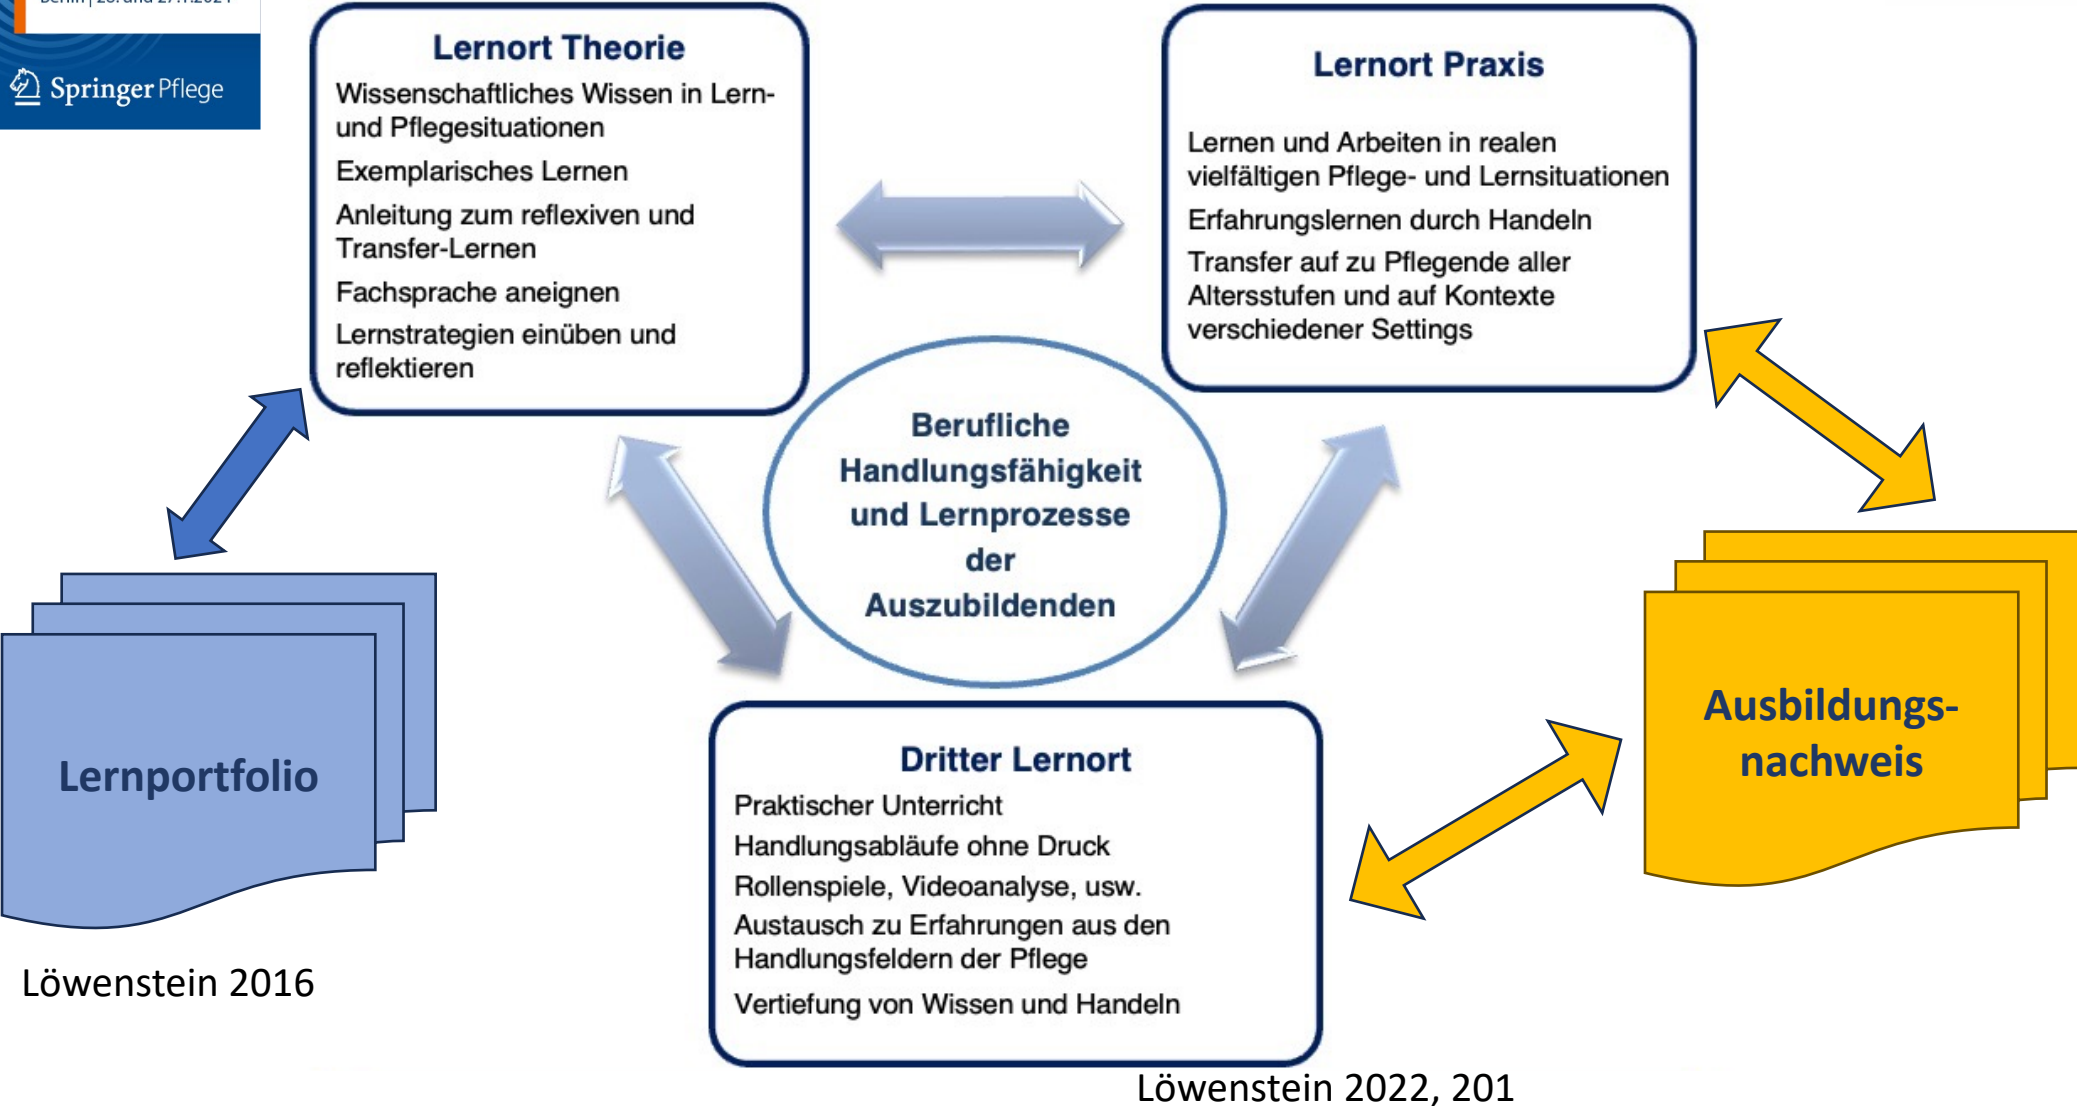 Springer Pflege
Lernort Theorie
Wissenschaftliches Wissen in Lern-
und Pflegesituationen
Exemplarisches Lernen
Anleitung zum reflexiven und
Transfer-Lernen
Fachsprache aneignen
Lernstrategien einüben und
reflektieren
Lernort Praxis
Lernen und Arbeiten in realen
vielfältigen Pflege- und Lernsituationen
Erfahrungslernen durch Handeln
Transfer auf zu Pflegende aller
Altersstufen und auf Kontexte
verschiedener Settings
Berufliche
Handlungsfähigkeit
und Lernprozesse
der
Auszubildenden
Lernportfolio
Löwenstein 2016
Ausbildungs-
nachweis
Dritter Lernort
Praktischer Unterricht
Handlungsabläufe ohne Druck
Rollenspiele, Videoanalyse, usw.
Austausch zu Erfahrungen aus den
Handlungsfeldern der Pflege
Vertiefung von Wissen und Handeln
Löwenstein 2022, 201